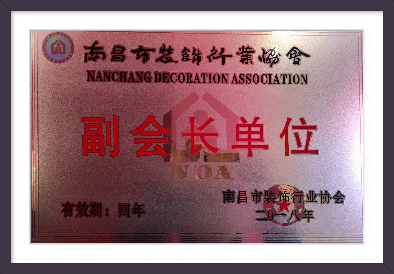 南昌市装饰行业协会
NANCHANG DECORATION ASSOCIATION
副会长单位
NDA
有效期：四年
南昌市装饰行业协会
二〇一八年